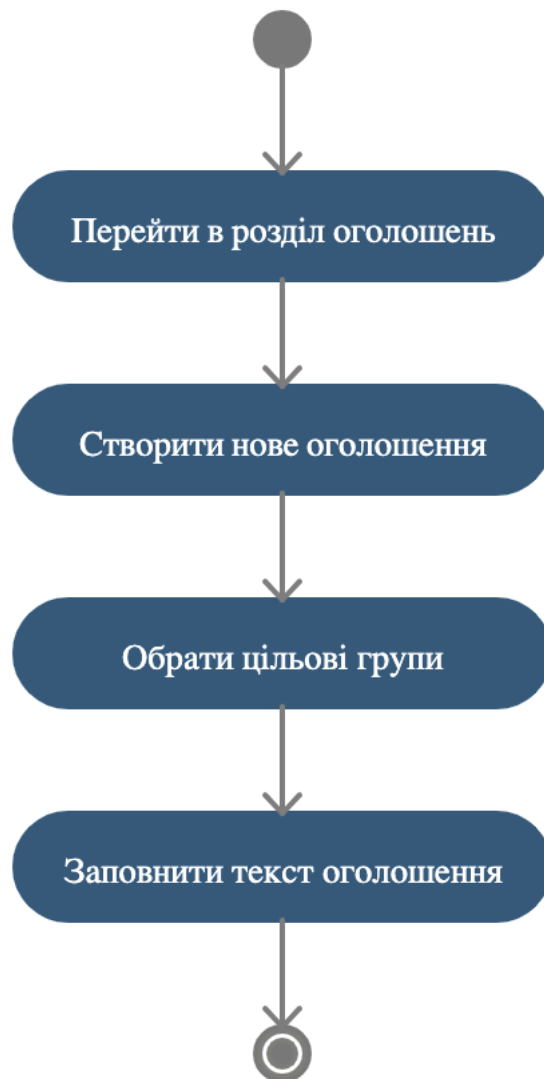 Перейти в розділ оголошень
Створити нове оголошення
Обрати цільові групи
Заповнити текст оголошення